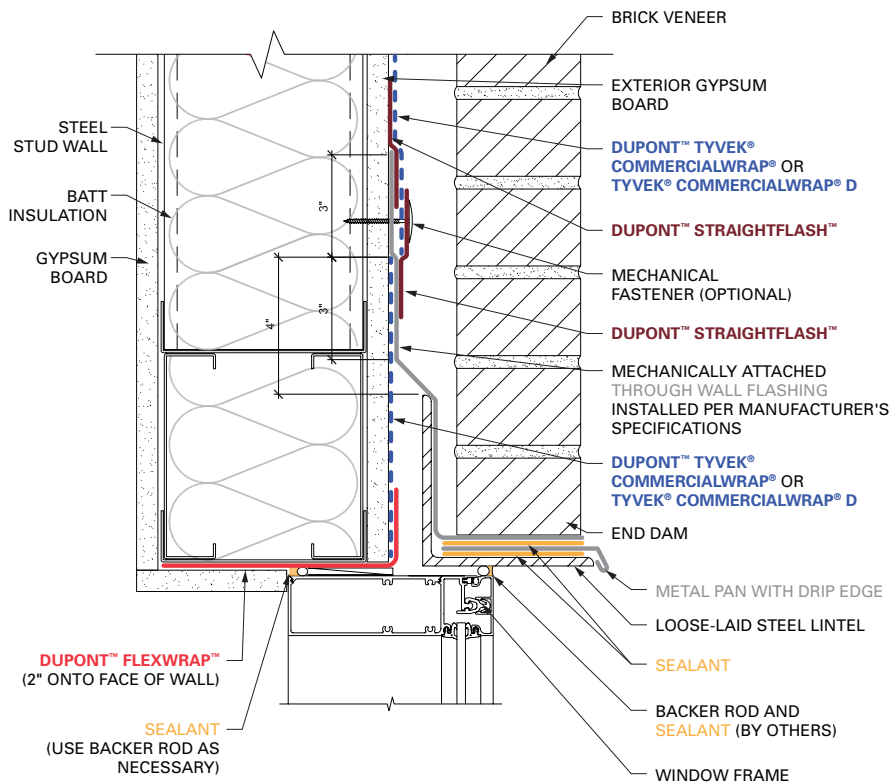 BRICK VENEER
EXTERIOR GYPSUM
BOARD
DUPONT™ TYVEK®
COMMERCIALWRAP® OR
TYVEK® COMMERCIALWRAP® D
DUPONT™ STRAIGHTFLASH™
MECHANICAL
FASTENER (OPTIONAL)
DUPONT™ STRAIGHTFLASH™
MECHANICALLY ATTACHED
THROUGH WALL FLASHING
INSTALLED PER MANUFACTURER'S
SPECIFICATIONS
DUPONT™ TYVEK®
COMMERCIALWRAP® OR
TYVEK® COMMERCIALWRAP® D
END DAM
METAL PAN WITH DRIP EDGE
LOOSE-LAID STEEL LINTEL
SEALANT
BACKER ROD AND
SEALANT (BY OTHERS)
WINDOW FRAME
STEEL
STUD WALL
BATT
INSULATION
GYPSUM
BOARD
3"
4"
3"
DUPONT™ FLEXWRAP™
(2" ONTO FACE OF WALL)
SEALANT
(USE BACKER ROD AS
NECESSARY)